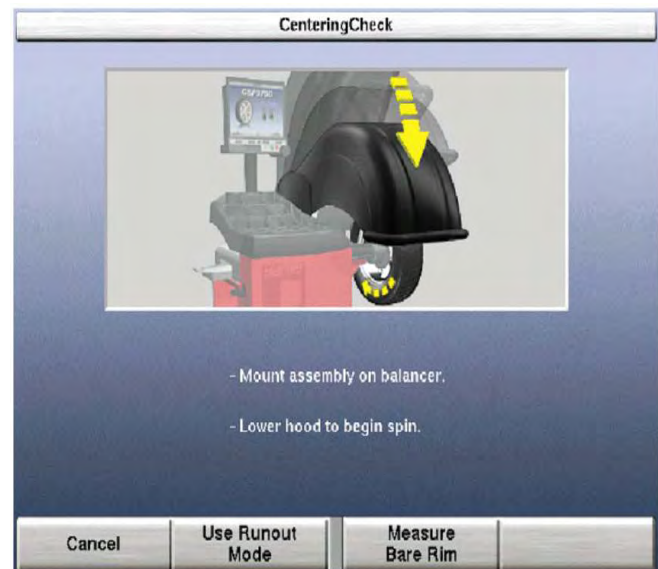 CenteringCheck
- Mount assembly on balancer.
- Lower hood to begin spin.
Cancel
Use Runout
Mode
Measure
Bare Rim